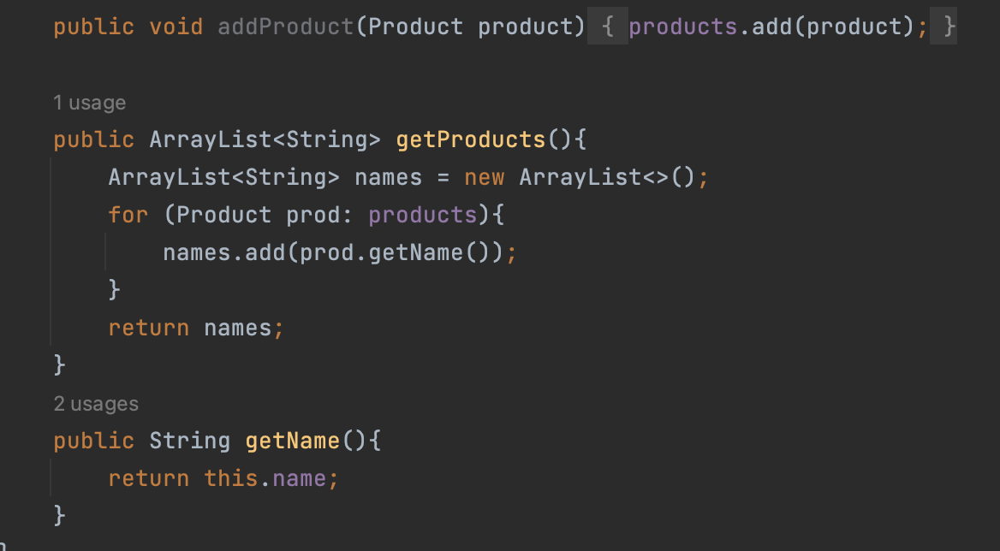 public void addProduct(Product product) { products.add(product); }
1 usage
public ArrayList<String> getProducts(){
ArrayList<String> names = new ArrayList<>();
for (Product prod: products){
names.add(prod.getName());
}
return names;
}
2 usages
public String getName(){
return this.name;
}
}